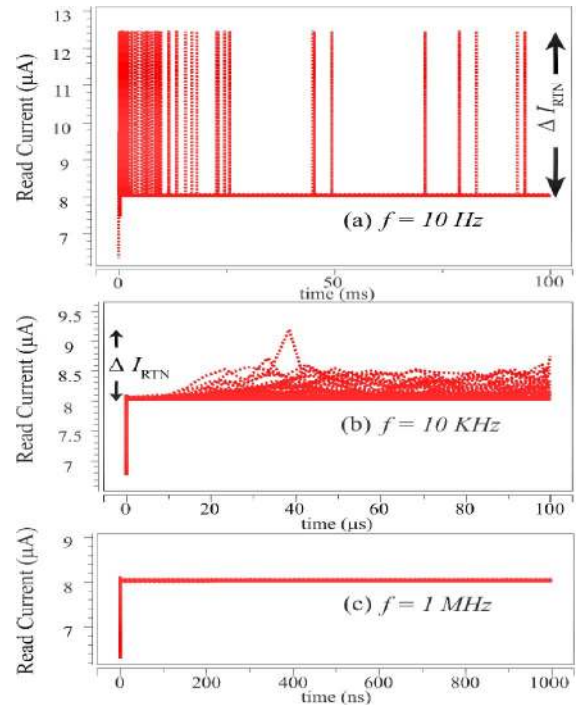 13
12
11
10
9
8
7
Read Current (μA)
Δ I RTN
(a) f = 10 Hz
0 50 100
time (ms)
9.5
9
8.5
8
7.5
7
Read Current (μA)
Δ I RTN
(b) f = 10 KHz
0 20 40 60 80 100
time (μs)
9
8
7
Read Current (μA)
(c) f = 1 MHz
0 200 400 600 800 1000
time (ns)